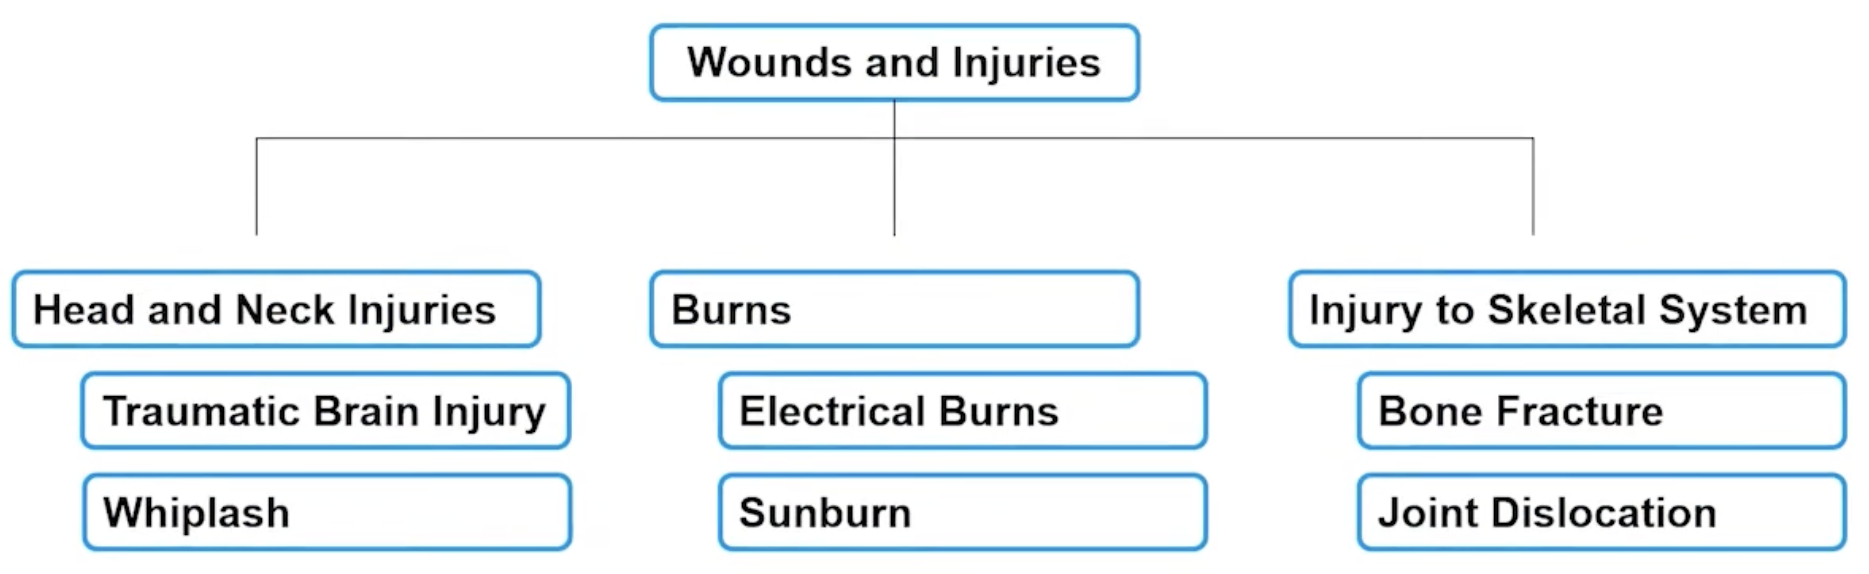 Wounds and Injuries
Head and Neck Injuries
Traumatic Brain Injury
Whiplash
Burns
Electrical Burns
Sunburn
Injury to Skeletal System
Bone Fracture
Joint Dislocation